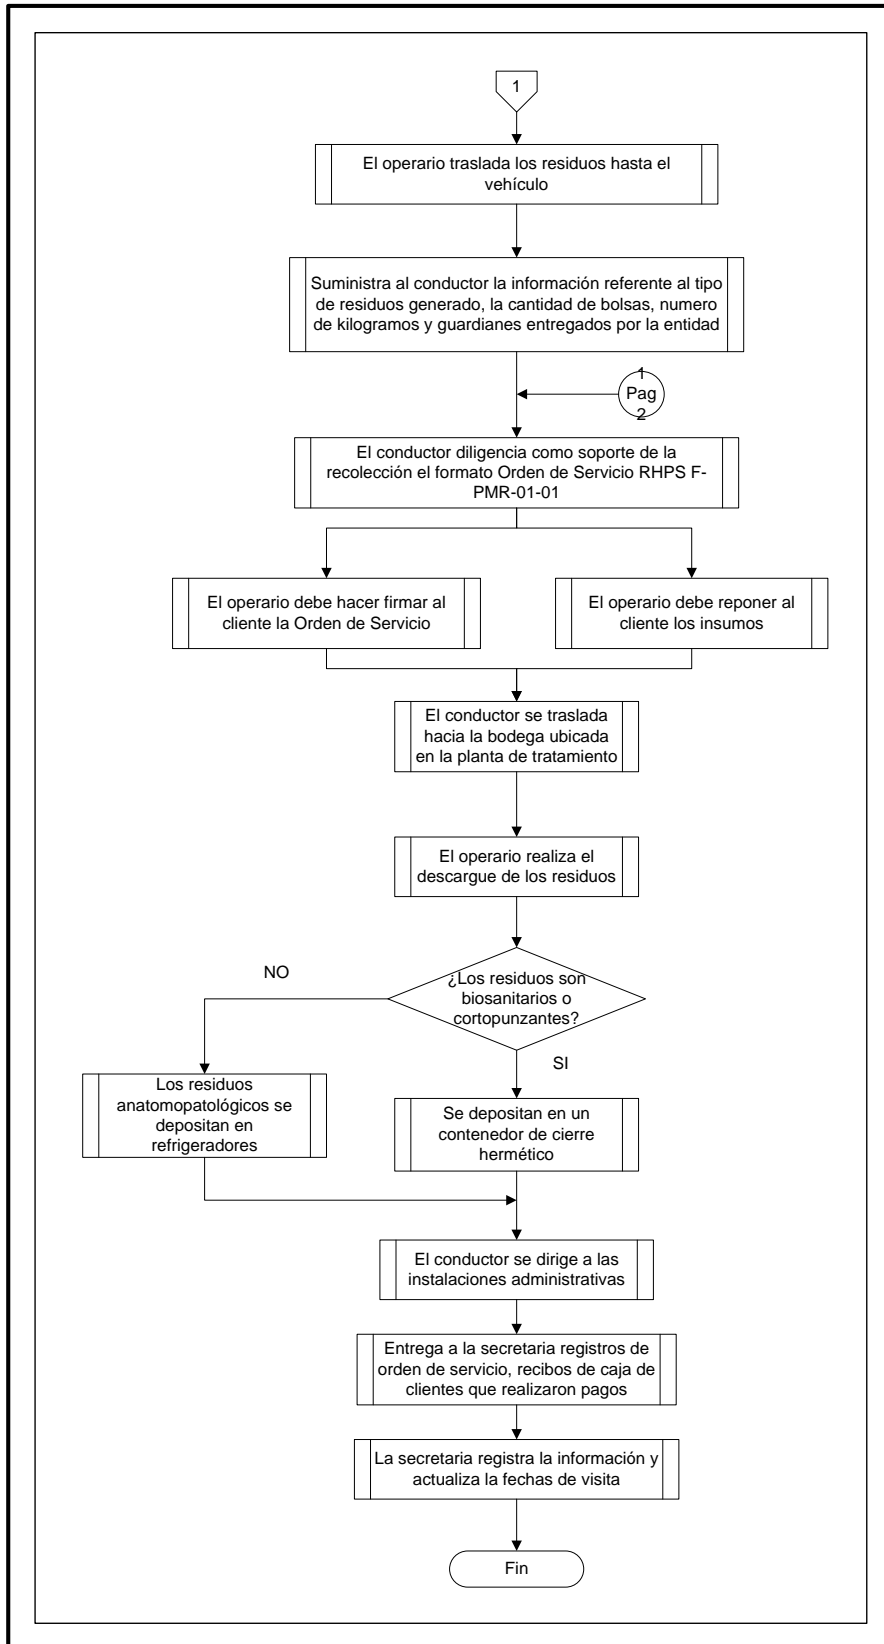 1
El operario traslada los residuos hasta el
vehículo
Suministra al conductor la información referente al tipo
de residuos generado, la cantidad de bolsas, numero
de kilogramos y guardianes entregados por la entidad
1
Pag
2
El conductor diligencia como soporte de la
recolección el formato Orden de Servicio RHPS F-
PMR-01-01
El operario debe hacer firmar al
cliente la Orden de Servicio
El operario debe reponer al
cliente los insumos
El conductor se traslada
hacia la bodega ubicada
en la planta de tratamiento
El operario realiza el
descargue de los residuos
¿Los residuos son
biosanitarios o
cortopunzantes?
NO
SI
Los residuos
anatomopatológicos se
depositan en
refrigeradores
Se depositan en un
contenedor de cierre
hermético
El conductor se dirige a las
instalaciones administrativas
Entrega a la secretaria registros de
orden de servicio, recibos de caja de
clientes que realizaron pagos
La secretaria registra la información y
actualiza la fechas de visita
Fin